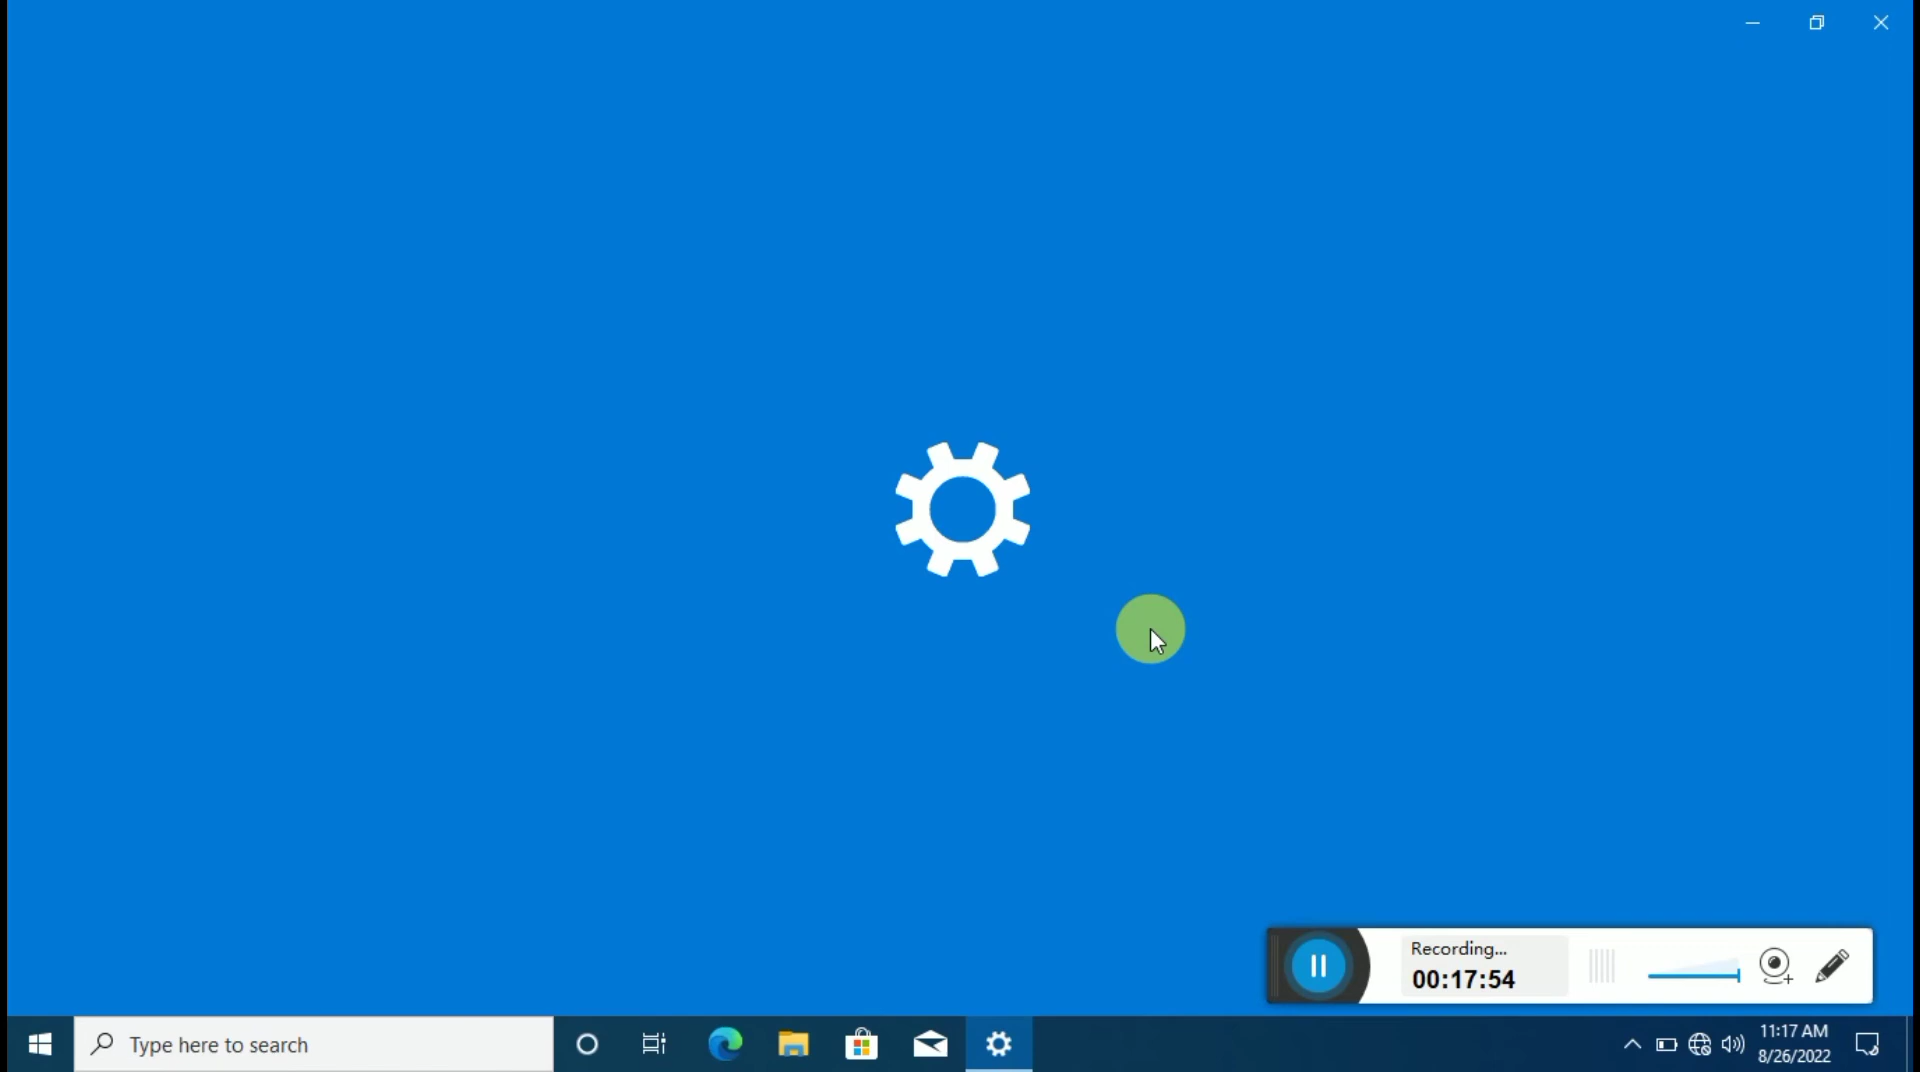 Recording...
00:17:54
Type here to search
11:17 AM
8/26/2022